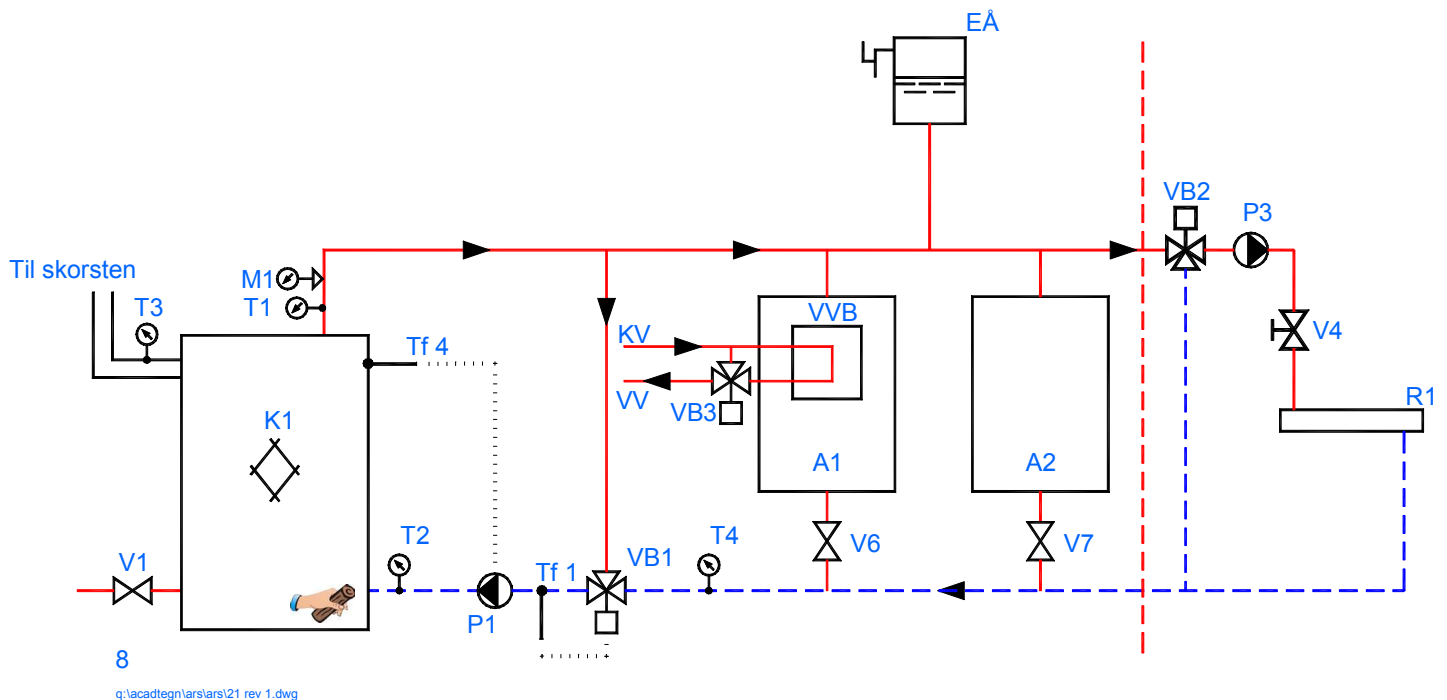 EÅ
VB2
P3
Til skorsten
M1
T3
T1
VVB
KV
V4
Tf 4
VV
VB3
R1
K1
A1
A2
T2
VB1
T4
V6
V7
V1
Tf 1
P1
8
q:\acadtegn\ars\ars\21 rev 1.dwg